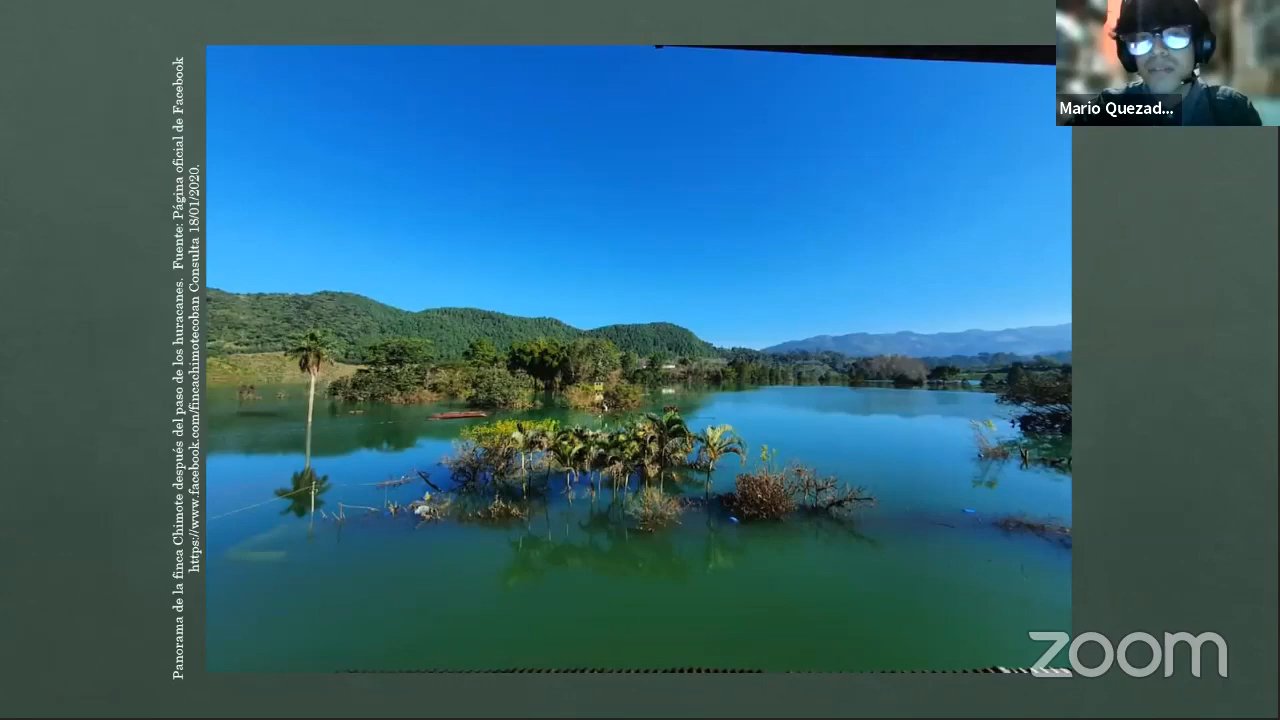 Panorama de la finca Chimote después del paso de los huracanes. Fuente: Página oficial de Facebook
https://www.facebook.com/fincachimotecoban Consulta 18/01/2020.
Mario Quezad...
zoom